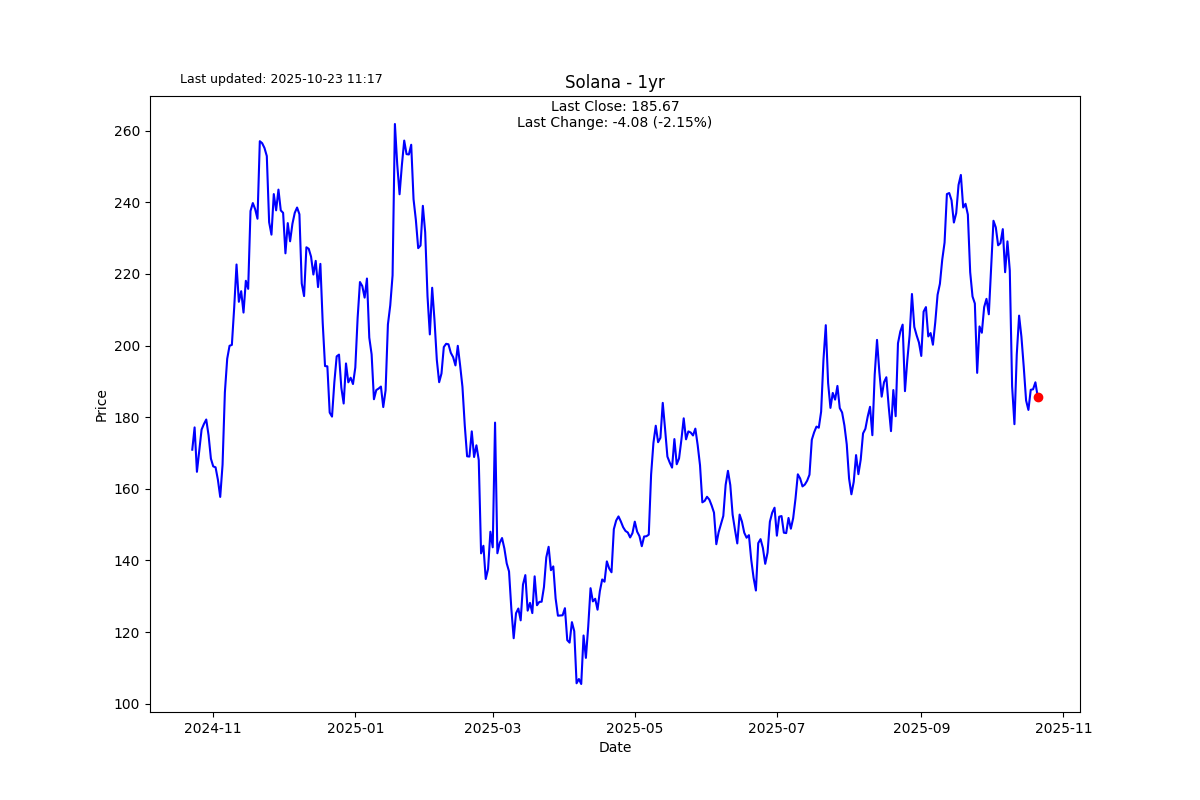 Last updated: 2025-10-23 11:17
Solana - 1yr
Last Close: 185.67
Last Change: -4.08 (-2.15%)
260
240
220
200
180
160
140
120
100
Price
2024-11 2025-01 2025-03 2025-05 2025-07 2025-09 2025-11
Date